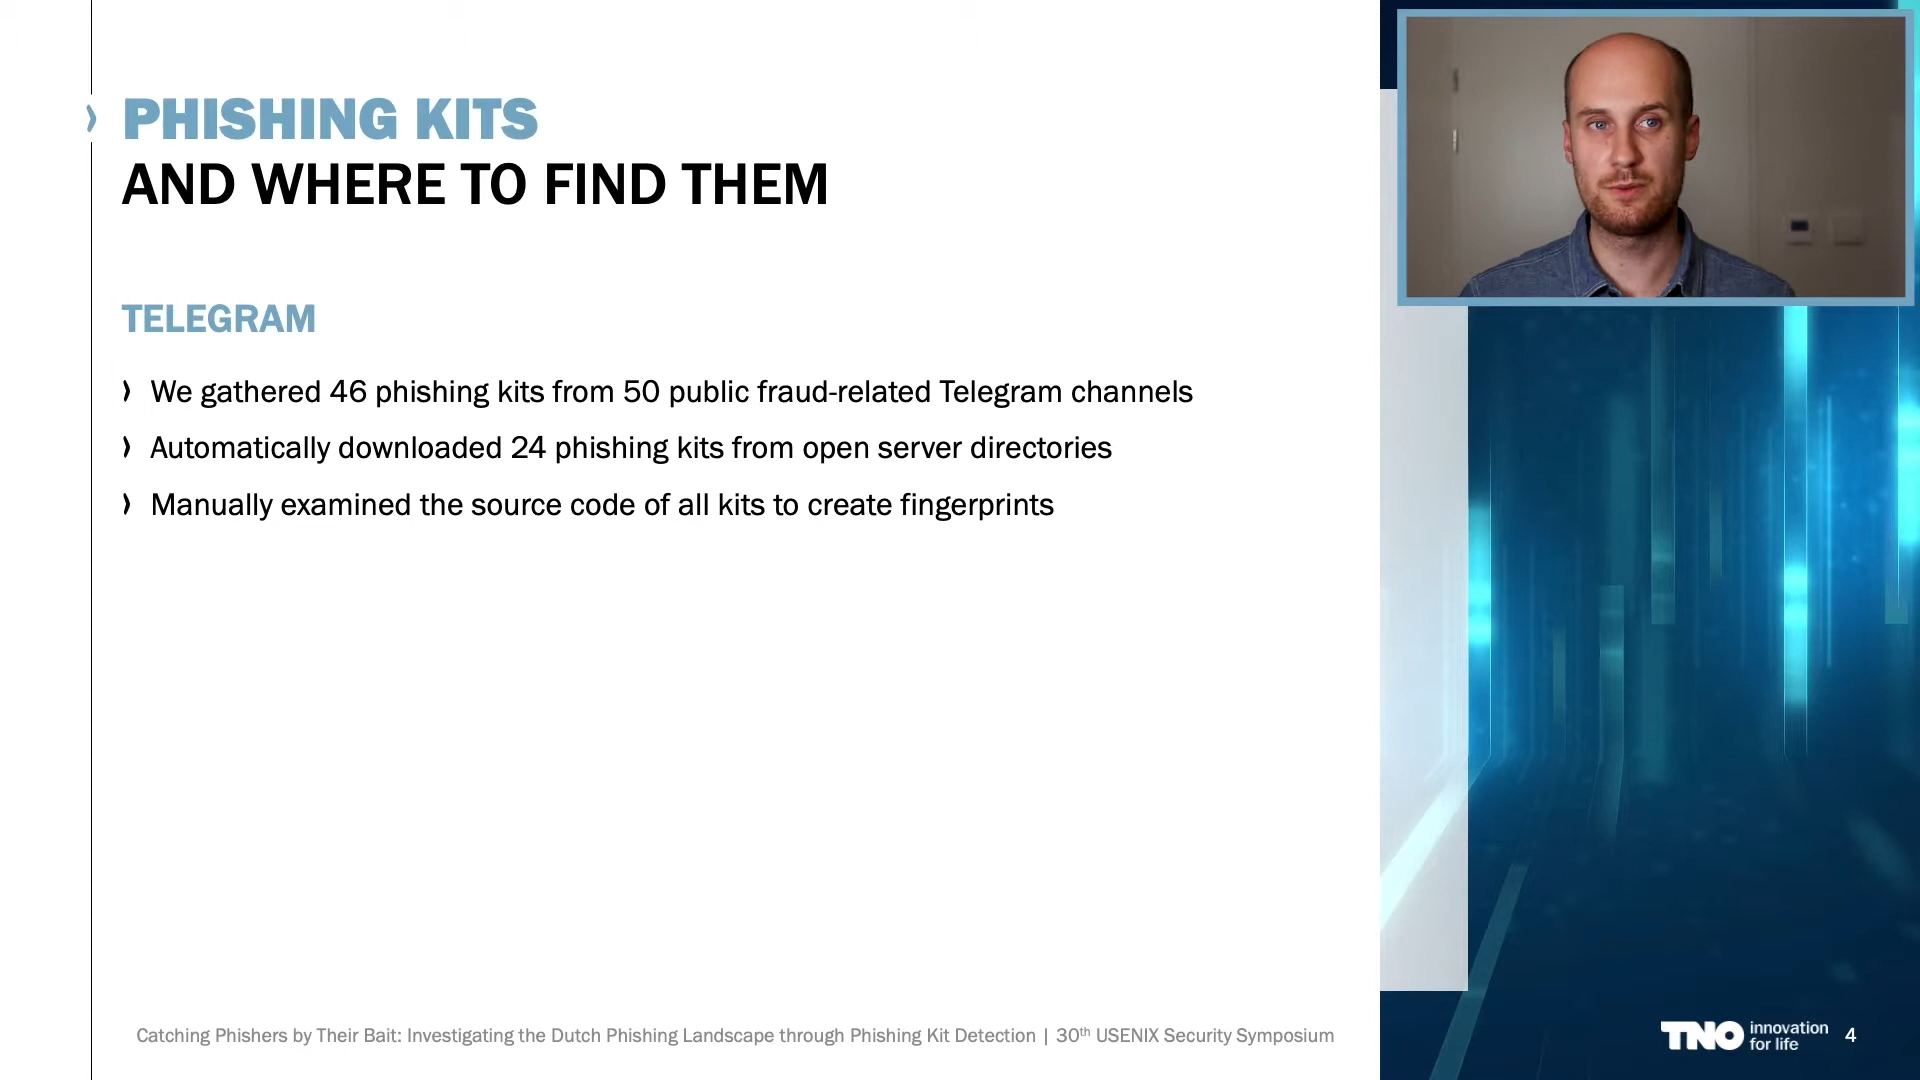 PHISHING KITS
AND WHERE TO FIND THEM
TELEGRAM
We gathered 46 phishing kits from 50 public fraud-related Telegram channels
Automatically downloaded 24 phishing kits from open server directories
Manually examined the source code of all kits to create fingerprints
Catching Phishers by Their Bait: Investigating the Dutch Phishing Landscape through Phishing Kit Detection | 30th USENIX Security Symposium
TNO innovation
for life
4